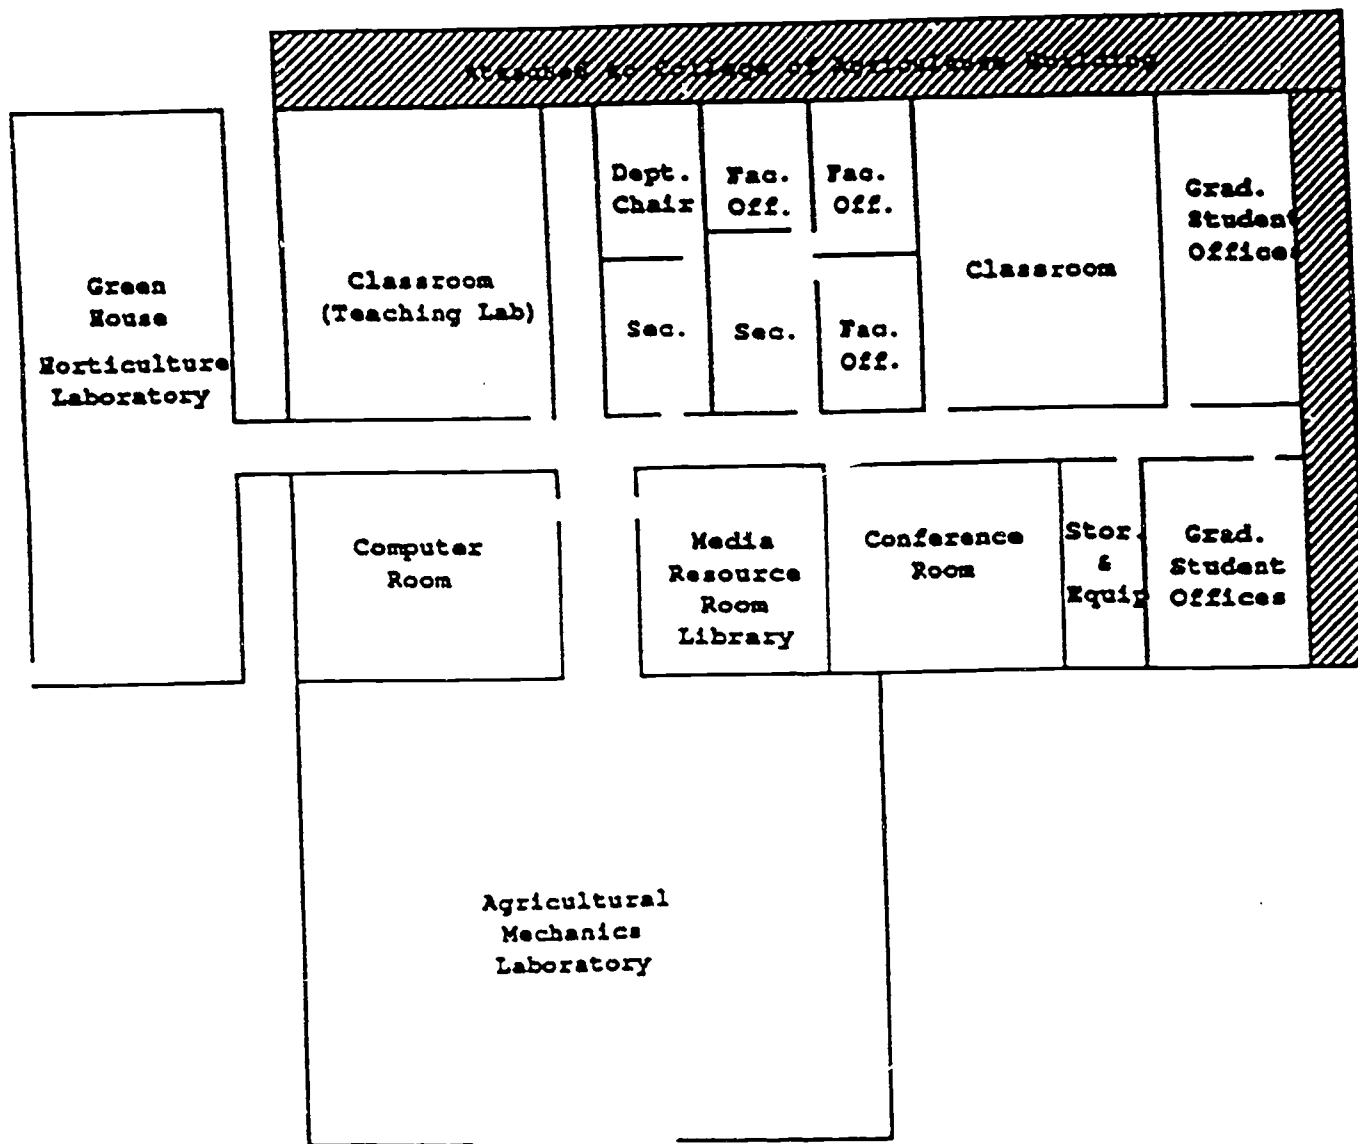 Attached to College of Agriculture Building
Green
House
Horticulture
Laboratory
Classroom
(Teaching Lab)
Dept.
Chair
Fac.
Off.
Fac.
Off.
Sec.
Sec.
Fac.
Off.
Classroom
Grad.
Student
Offices
Computer
Room
Media
Resource
Room
Library
Conference
Room
Stor.
&
Equip
Grad.
Student
Offices
Agricultural
Mechanics
Laboratory